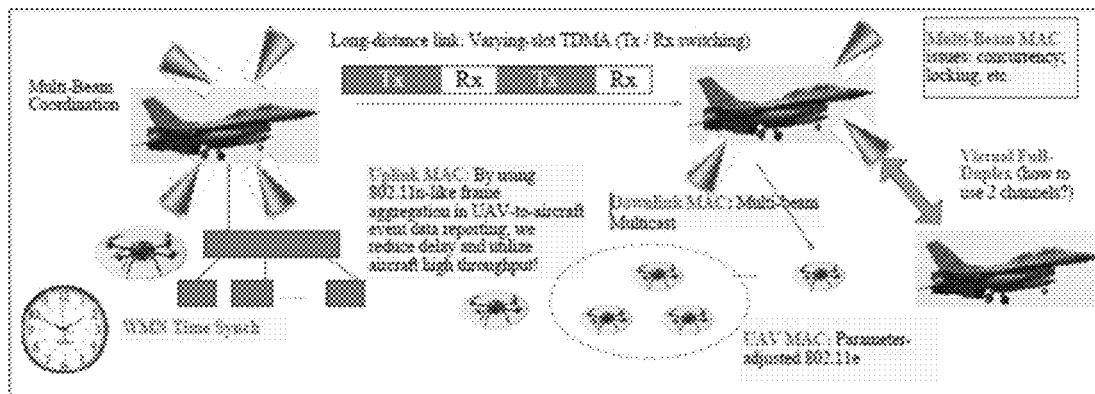 Long-distance link: Varying-slot TDMA (Tx / Rx switching)
Multi-Beam
Coordination
Tx Rx Tx Rx
Multi-Beam MAC
issues: concurrency;
locking, etc
Uplink MAC: By using
802.11n-like frame
aggregation in UAV-to-aircraft
event data reporting, we
reduce delay and utilize
aircraft high throughput!
Downlink MAC: Multi-beam
Multicast
Virtual Full-
Duplex (how to
use 2 channels?)
WMN Time Synch
UAV MAC: Parameter-
adjusted 802.11e